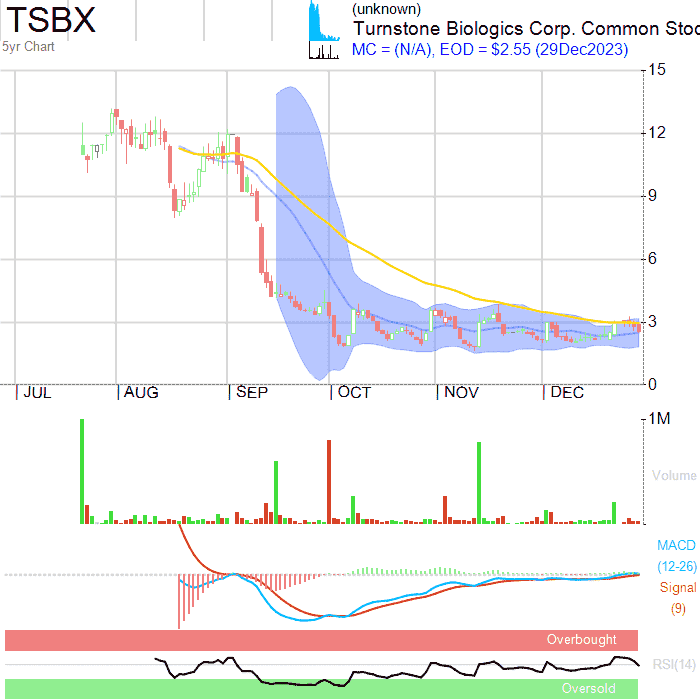 TSBX
5yr Chart
(unknown)
Turnstone Biologics Corp. Common Stoc
MC = (N/A), EOD = $2.55 (29Dec2023)
15
12
9
6
3
0
JUL AUG SEP OCT NOV DEC
1M
Volume
MACD
(12-26)
Signal
(9)
Overbought
RSI(14)
Oversold